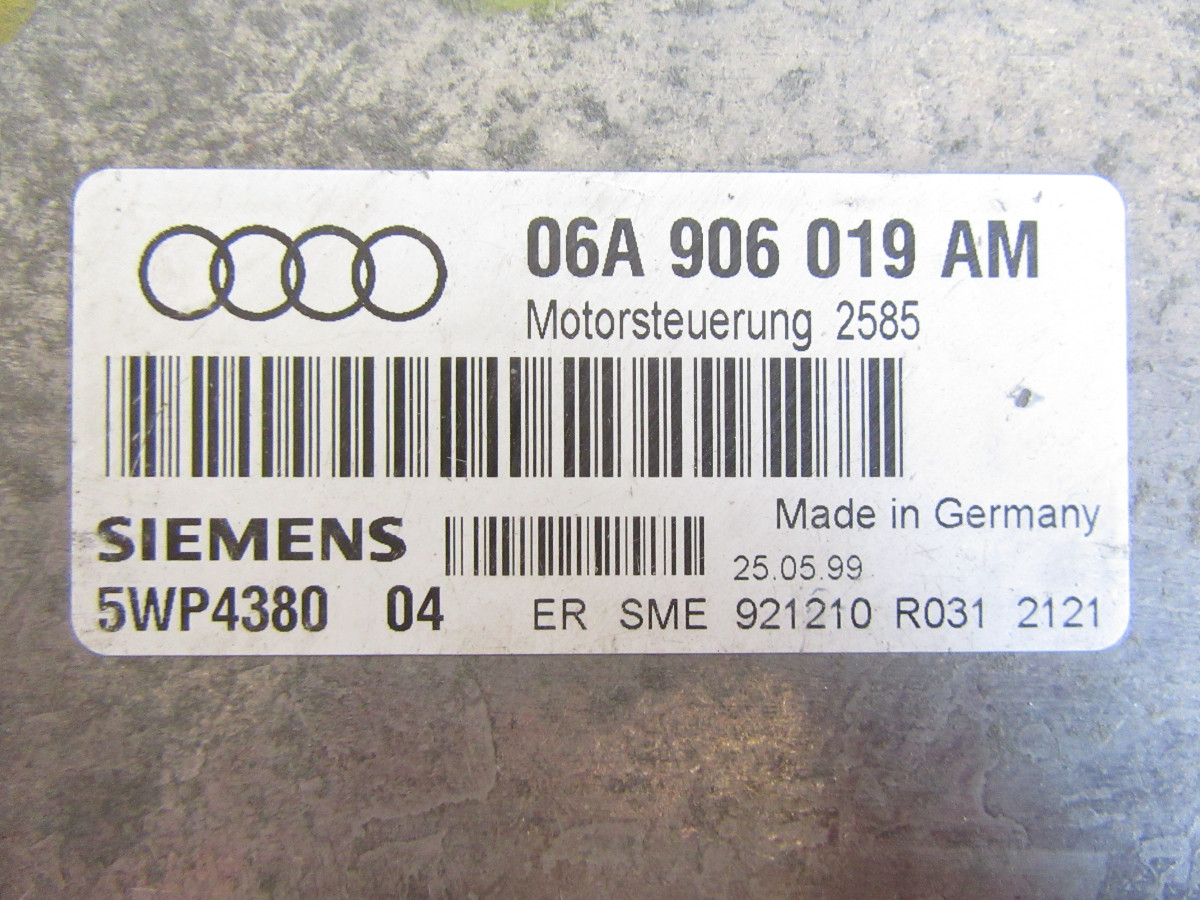 06A 906 019 AM
Motorsteuerung 2585
Made in Germany
SIEMENS
25.05.99
5WP4380 04
ER SME 921210 R031 2121